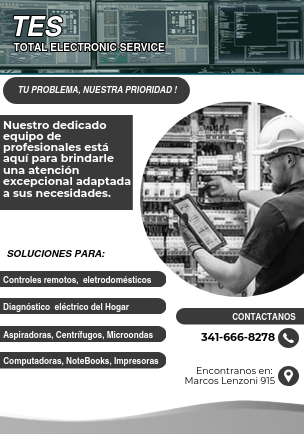 TES
TOTAL ELECTRONIC SERVICE
TU PROBLEMA, NUESTRA PRIORIDAD !
Nuestro dedicado
equipo de
profesionales está
aquí para brindarle
una atención
excepcional adaptada
a sus necesidades.
SOLUCIONES PARA:
Controles remotos, eletrodomésticos
Diagnóstico eléctrico del Hogar
Aspiradoras, Centrífugos, Microondas
Computadoras, NoteBooks, Impresoras
CONTACTANOS
341-666-8278
Encontranos en:
Marcos Lenzoni 915